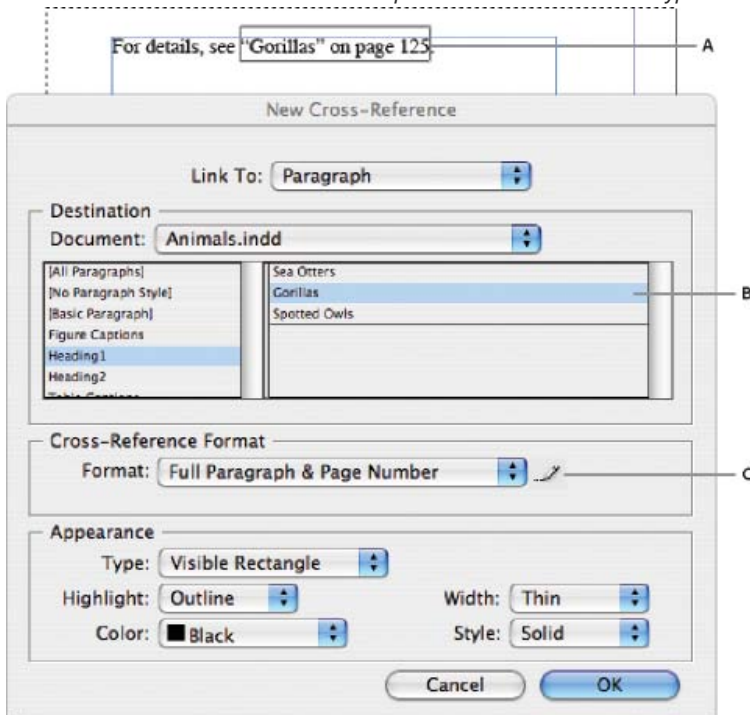 For details, see “Gorillas” on page 125.
A
New Cross-Reference
Link To: Paragraph
Destination
Document: Animals.indd
[All Paragraphs]
[No Paragraph Style]
[Basic Paragraph]
Figure Captions
Heading1
Heading2
Sea Otters
Gorillas
Spotted Owls
B
Cross-Reference Format
Format: Full Paragraph & Page Number
C
Appearance
Type: Visible Rectangle
Highlight: Outline
Width: Thin
Color: Black
Style: Solid
Cancel
OK